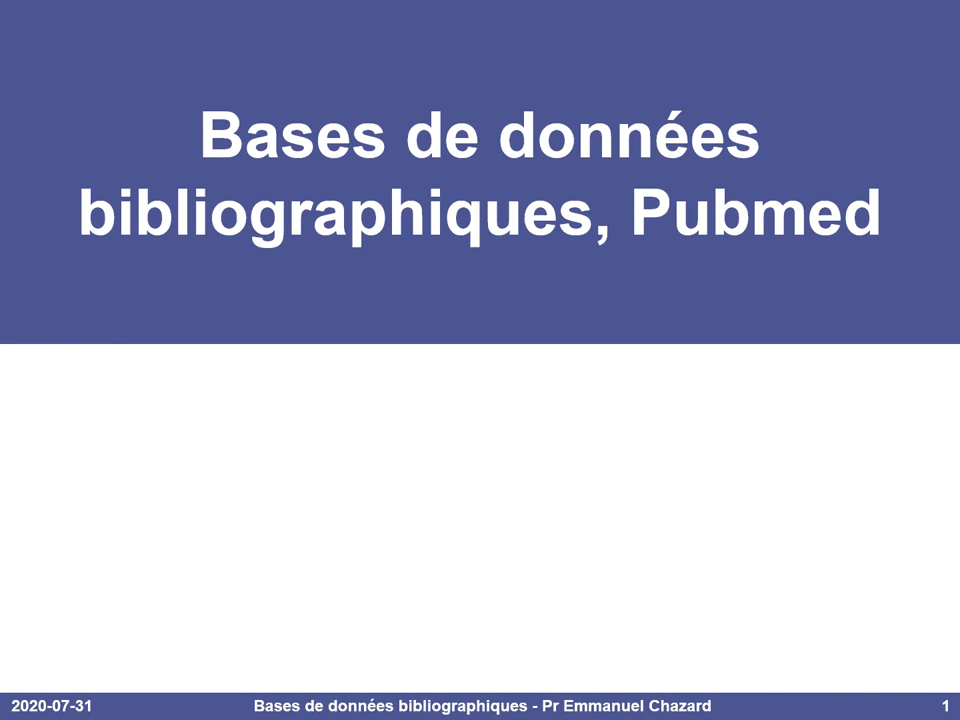 Bases de données
bibliographiques, Pubmed
2020-07-31
Bases de données bibliographiques - Pr Emmanuel Chazard
1